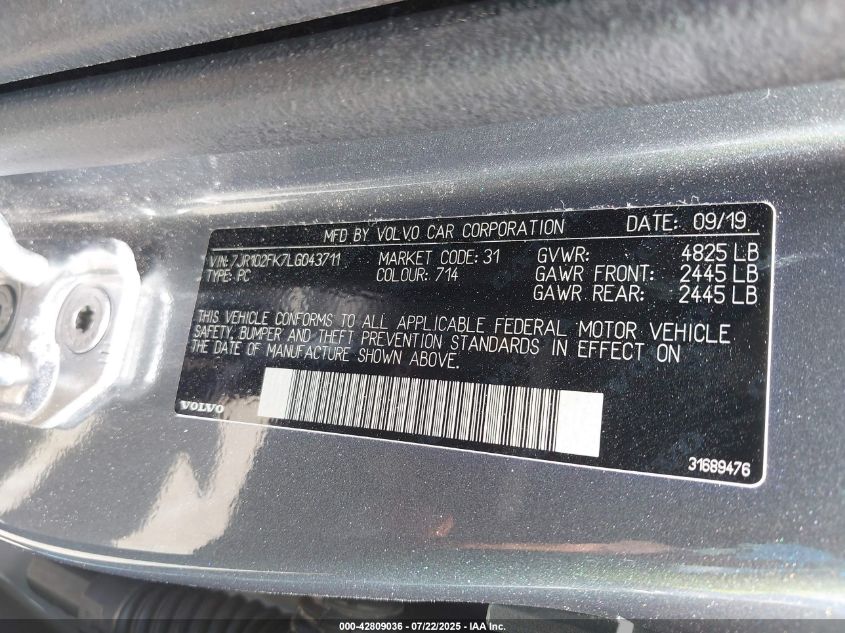 MFD BY VOLVO CAR CORPORATION DATE: 09/19
VIN: 7JR102FK7LG043711 MARKET CODE: 31 GVWR: 4825 LB
TYPE: PC COLOUR: 714 GAWR FRONT: 2445 LB
GAWR REAR: 2445 LB
THIS VEHICLE CONFORMS TO ALL APPLICABLE FEDERAL MOTOR VEHICLE
SAFETY, BUMPER AND THEFT PREVENTION STANDARDS IN EFFECT ON
THE DATE OF MANUFACTURE SHOWN ABOVE.
VOLVO
31689476
000-42809036 - 07/22/2025 - IAA Inc.